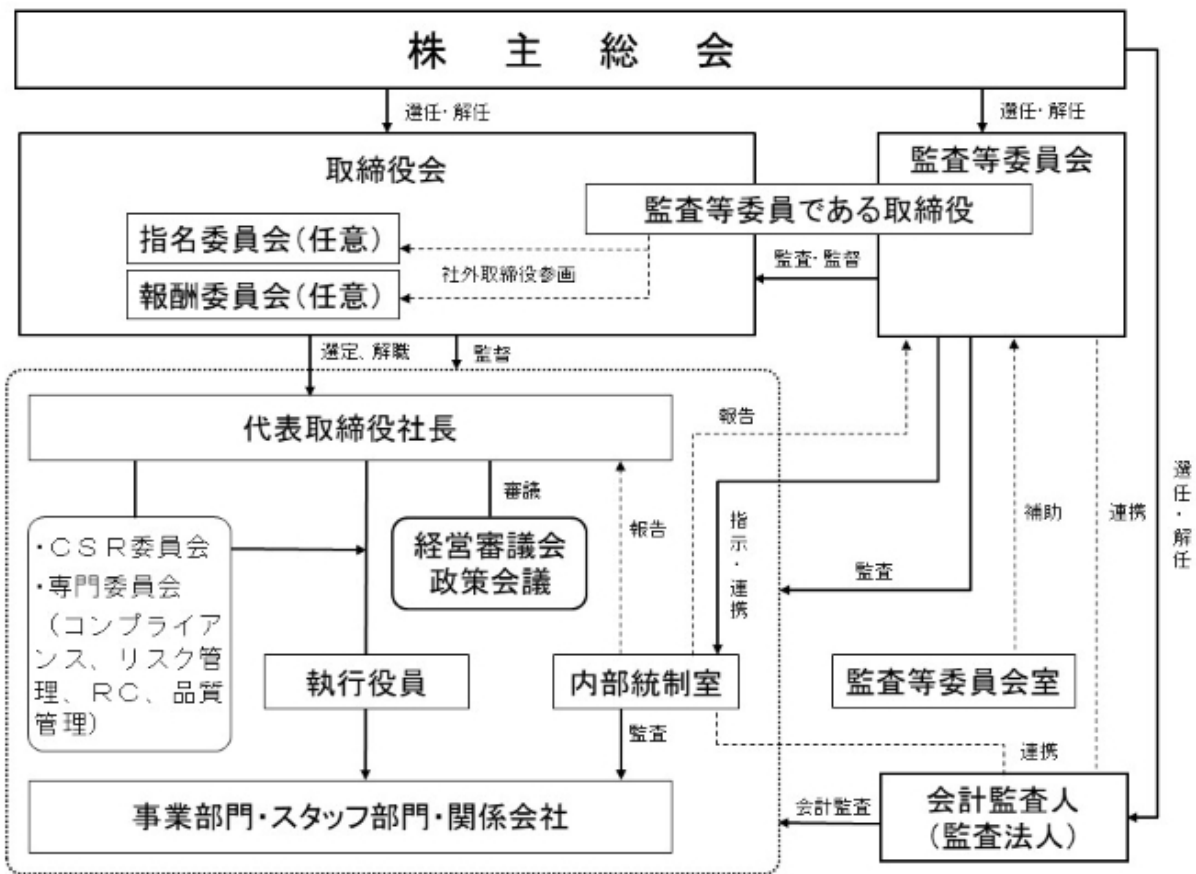 株主総会
選任・解任
選任・解任
取締役会
監査等委員会
監査等委員である取締役
指名委員会(任意)
社外取締役参画
監査・監督
報酬委員会(任意)
選定、解職
監督
代表取締役社長
報告
審議
選任・解任
・CSR委員会
・専門委員会
(コンプライア
ンス、リスク管
理、RC、品質
管理)
経営審議会
政策会議
報告
指示・連携
監査
補助
連携
執行役員
内部統制室
監査等委員会室
監査
連携
事業部門・スタッフ部門・関係会社
会計監査
会計監査人
(監査法人)